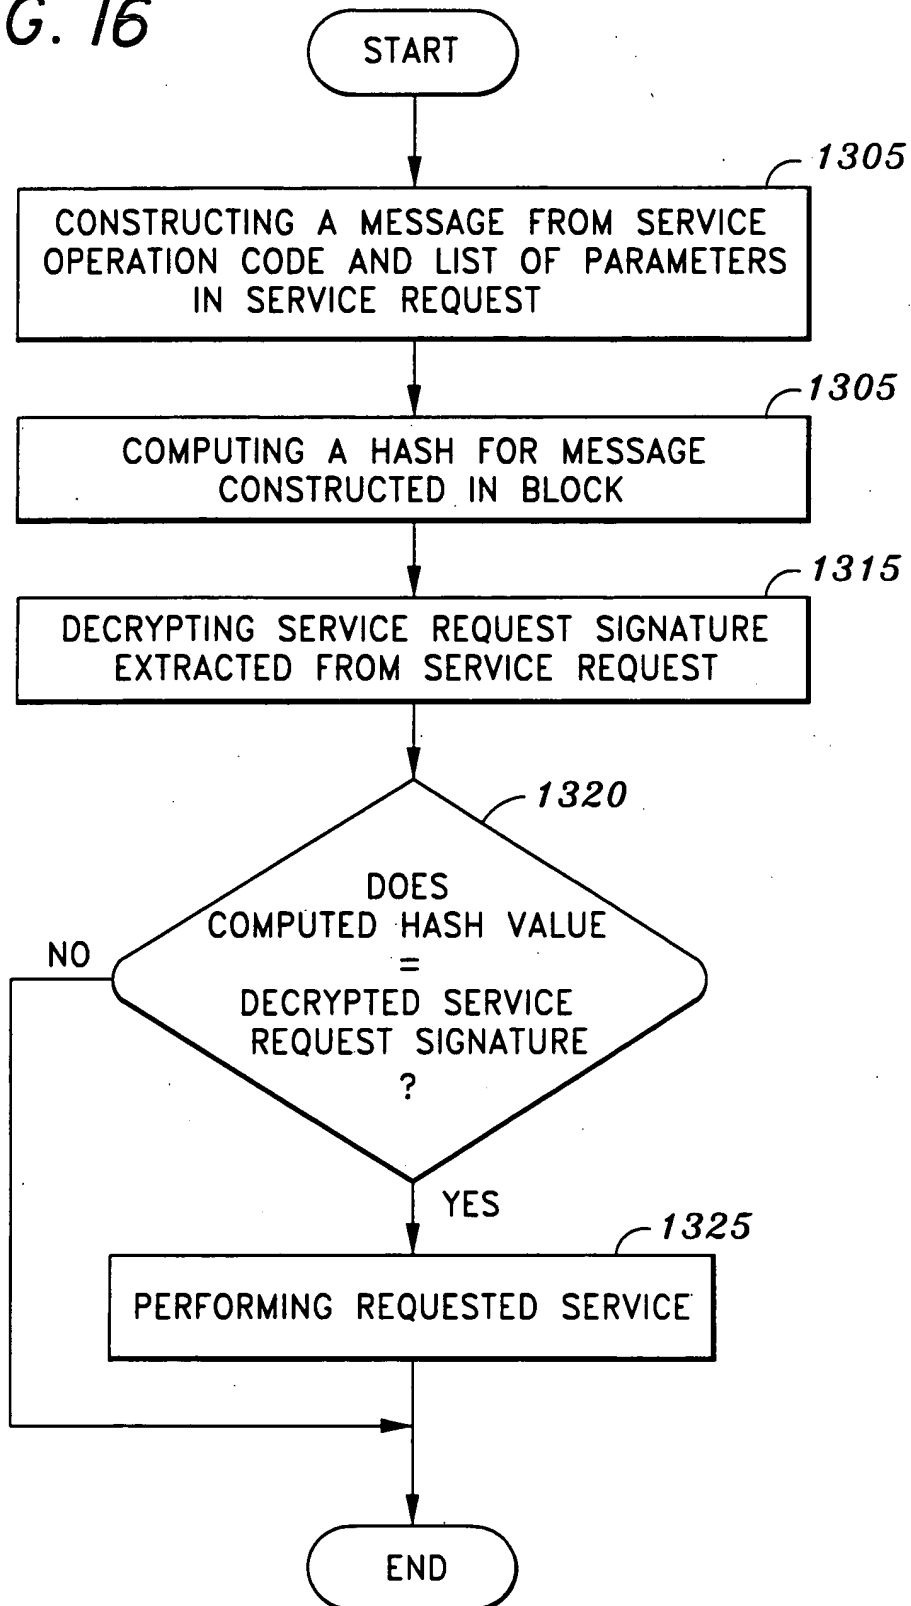 G. 16
START
1305
CONSTRUCTING A MESSAGE FROM SERVICE
OPERATION CODE AND LIST OF PARAMETERS
IN SERVICE REQUEST
1305
COMPUTING A HASH FOR MESSAGE
CONSTRUCTED IN BLOCK
1315
DECRYPTING SERVICE REQUEST SIGNATURE
EXTRACTED FROM SERVICE REQUEST
1320
DOES
COMPUTED HASH VALUE
=
DECRYPTED SERVICE
REQUEST SIGNATURE
?
NO
YES
1325
PERFORMING REQUESTED SERVICE
END